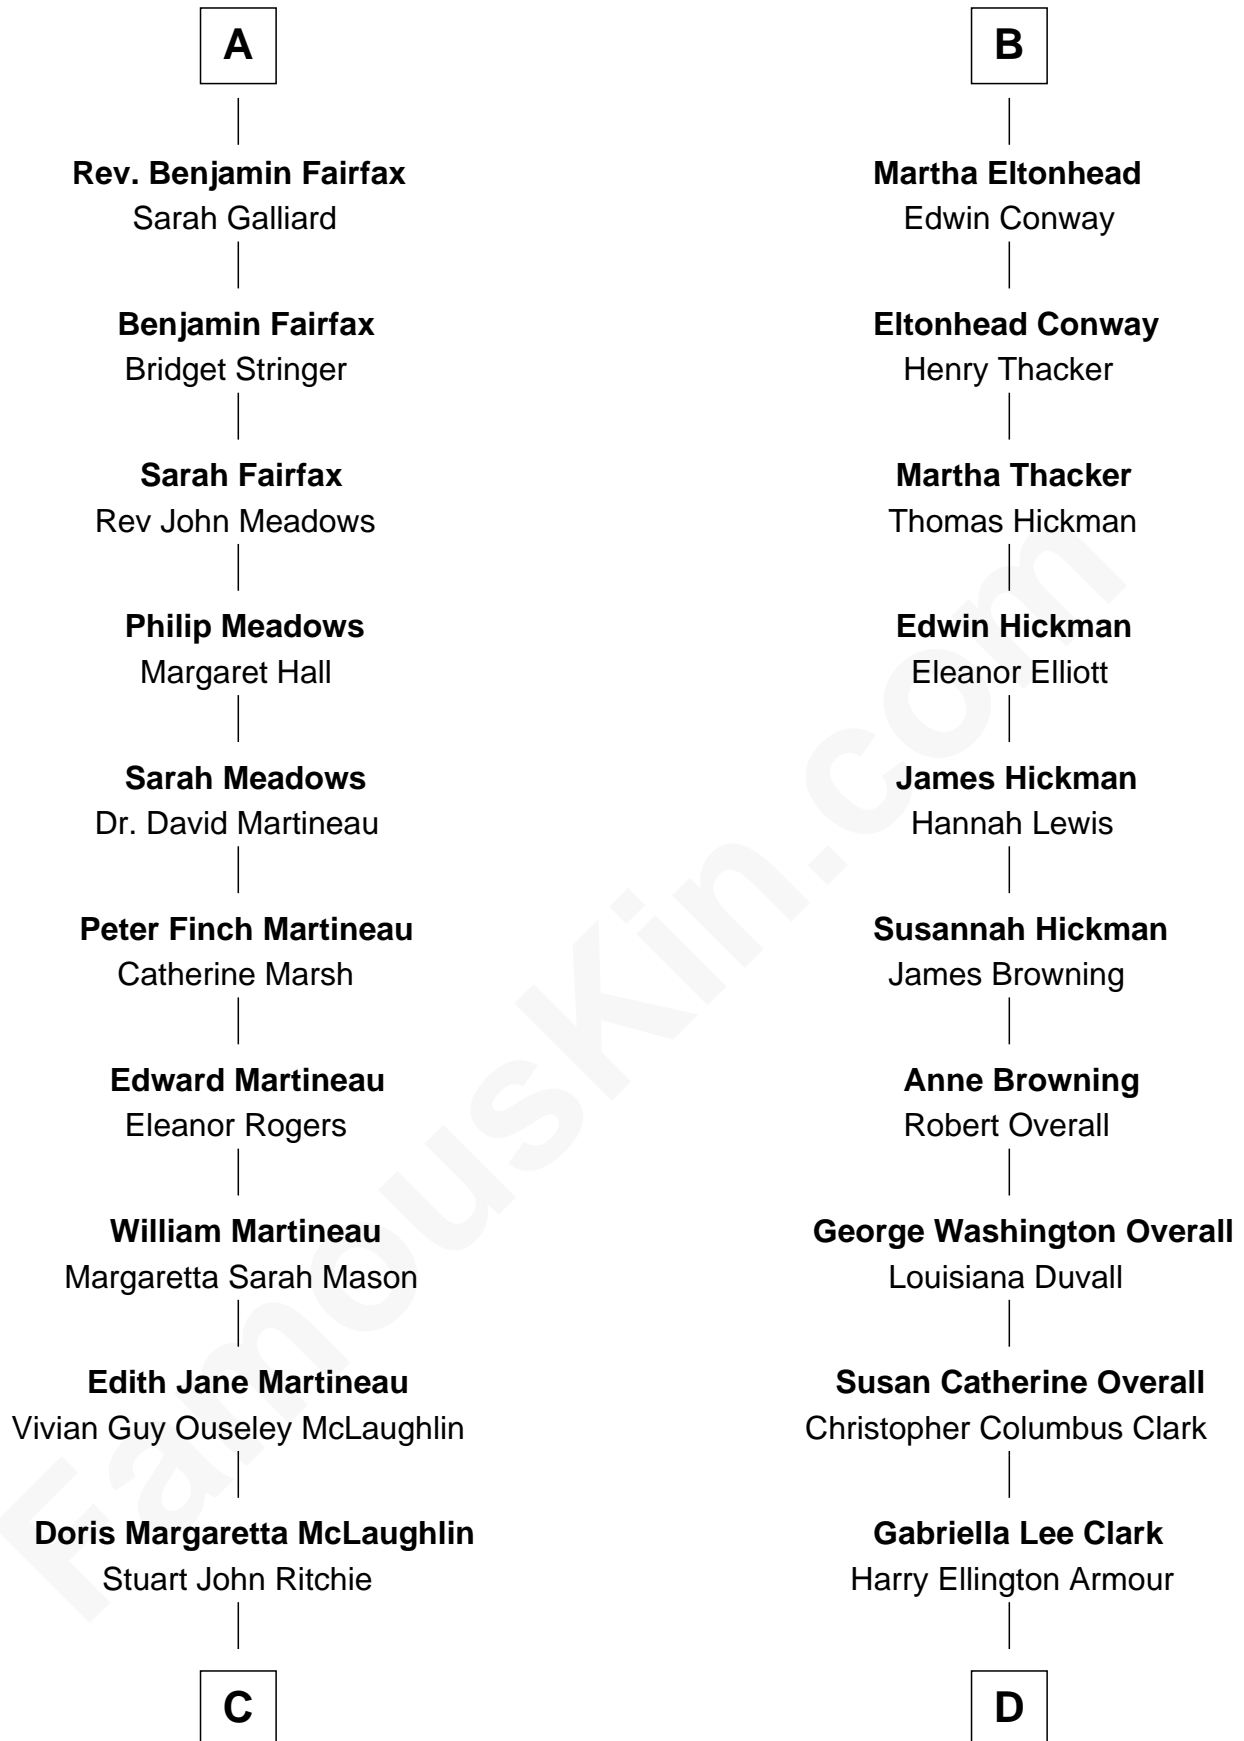 A
Rev. Benjamin Fairfax
Sarah Galliard
Benjamin Fairfax
Bridget Stringer
Sarah Fairfax
Rev John Meadows
Philip Meadows
Margaret Hall
Sarah Meadows
Dr. David Martineau
Peter Finch Martineau
Catherine Marsh
Edward Martineau
Eleanor Rogers
William Martineau
Margaretta Sarah Mason
Edith Jane Martineau
Vivian Guy Ouseley McLaughlin
Doris Margaretta McLaughlin
Stuart John Ritchie
C
B
Martha Eltonhead
Edwin Conway
Eltonhead Conway
Henry Thacker
Martha Thacker
Thomas Hickman
Edwin Hickman
Eleanor Elliott
James Hickman
Hannah Lewis
Susannah Hickman
James Browning
Anne Browning
Robert Overall
George Washington Overall
Louisiana Duvall
Susan Catherine Overall
Christopher Columbus Clark
Gabriella Lee Clark
Harry Ellington Armour
D
FamousKin.com